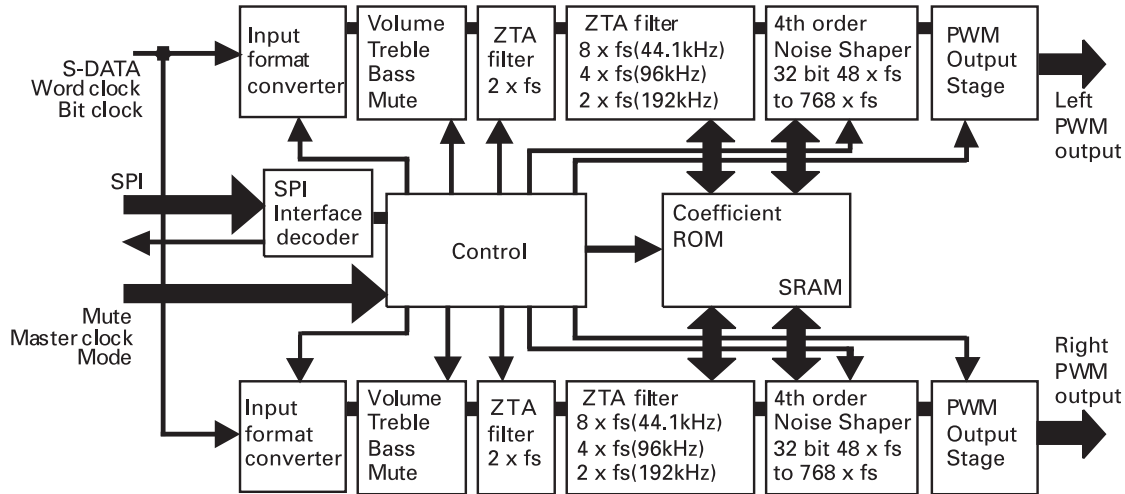 S-DATA
Word clock
Bit clock
Input
format
converter
Volume
Treble
Bass
Mute
ZTA
filter
2 x fs
ZTA filter
8 x fs(44.1kHz)
4 x fs(96kHz)
2 x fs(192kHz)
4th order
Noise Shaper
32 bit 48 x fs
to 768 x fs
PWM
Output
Stage
Left
PWM
output
SPI
SPI
Interface
decoder
Control
Coefficient
ROM
SRAM
Mute
Master clock
Mode
Input
format
converter
Volume
Treble
Bass
Mute
ZTA
filter
2 x fs
ZTA filter
8 x fs(44.1kHz)
4 x fs(96kHz)
2 x fs(192kHz)
4th order
Noise Shaper
32 bit 48 x fs
to 768 x fs
PWM
Output
Stage
Right
PWM
output